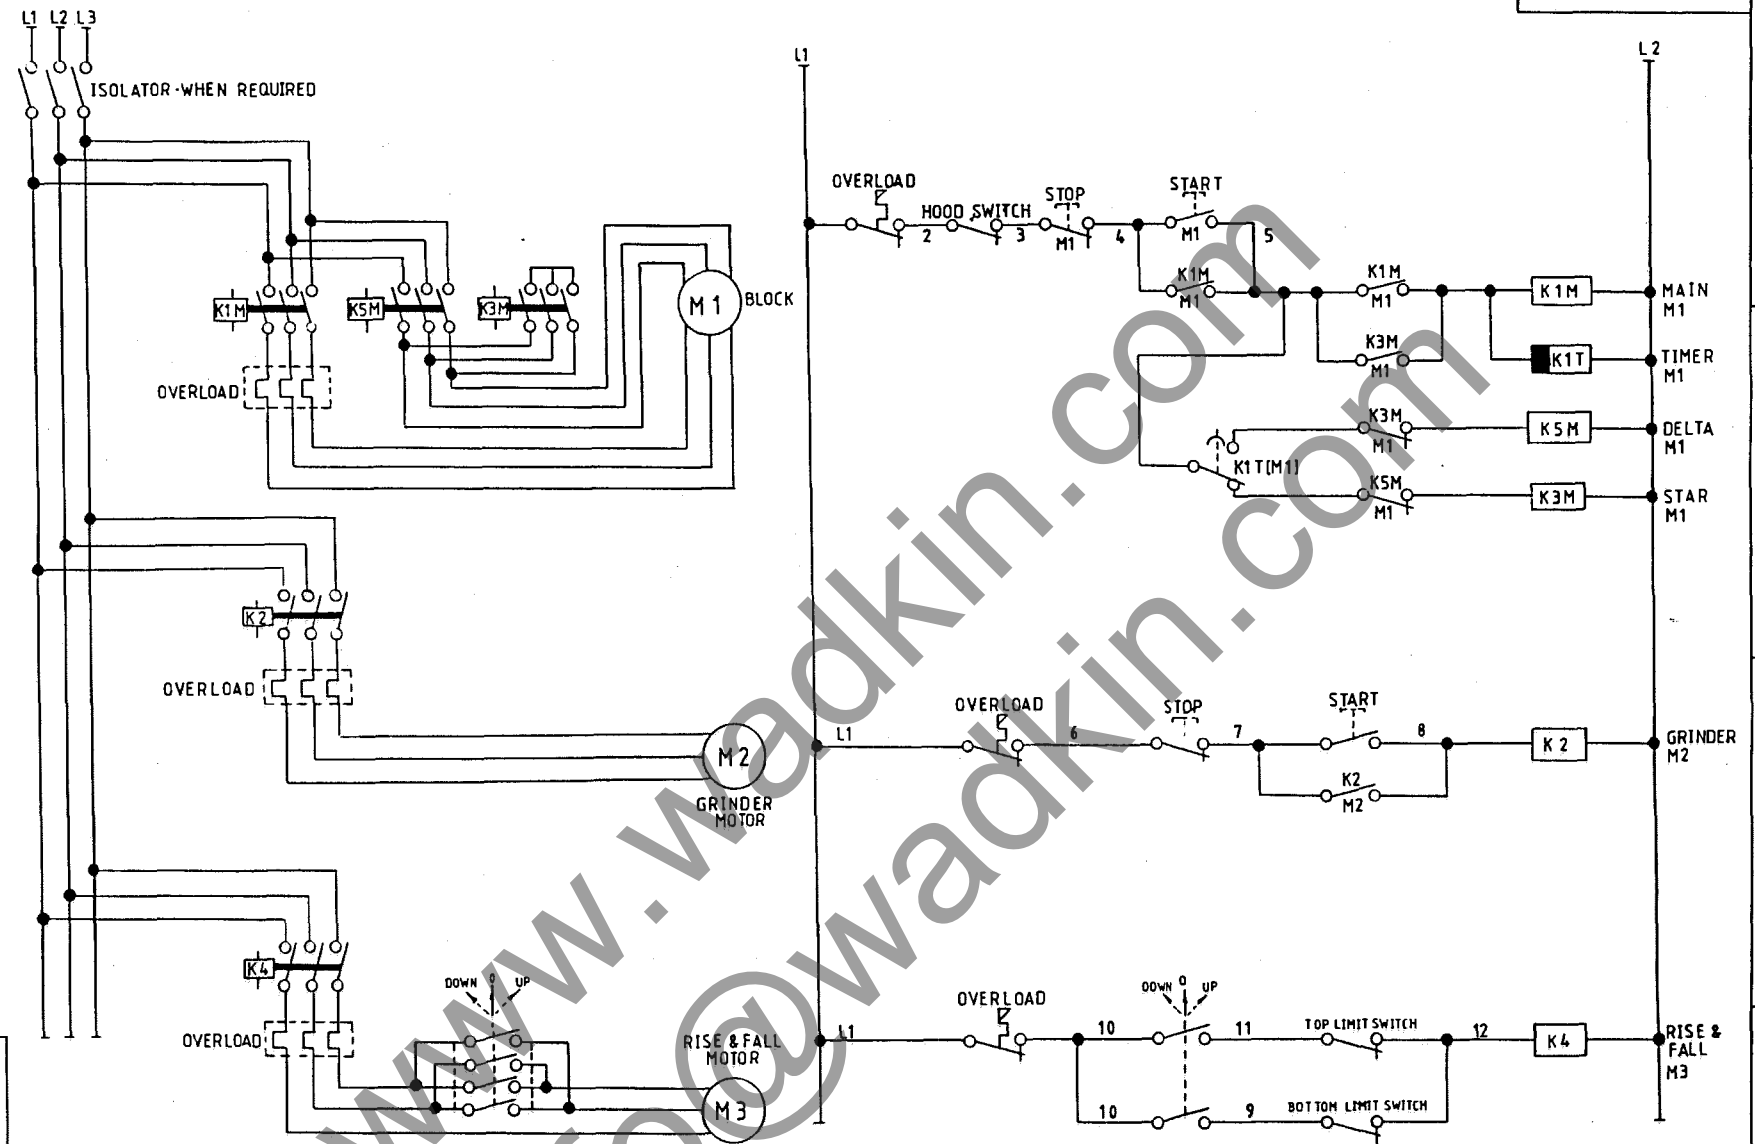 L1 L2 L3
ISOLATOR-WHEN REQUIRED
K1M
K5M
K3M
M1
BLOCK
OVERLOAD
K2
OVERLOAD
M2
GRINDER
MOTOR
K4
OVERLOAD
DOWN 0 UP
RISE & FALL
MOTOR
M3
L1
L2
OVERLOAD
HOOD SWITCH
STOP
START
2
3
M1
4
M1
5
K1M
M1
K1M
M1
K1M
MAIN
M1
K3M
M1
K1T
TIMER
M1
K3M
M1
K5M
DELTA
M1
K1T(M1)
K5M
M1
K3M
STAR
M1
L1
OVERLOAD
6
STOP
7
START
8
K2
GRINDER
M2
K2
M2
L1
OVERLOAD
10
DOWN 0 UP
11
TOP LIMIT SWITCH
12
K4
RISE &
FALL
M3
10
9
BOTTOM LIMIT SWITCH
www.wadkin.com
@wadkin.com